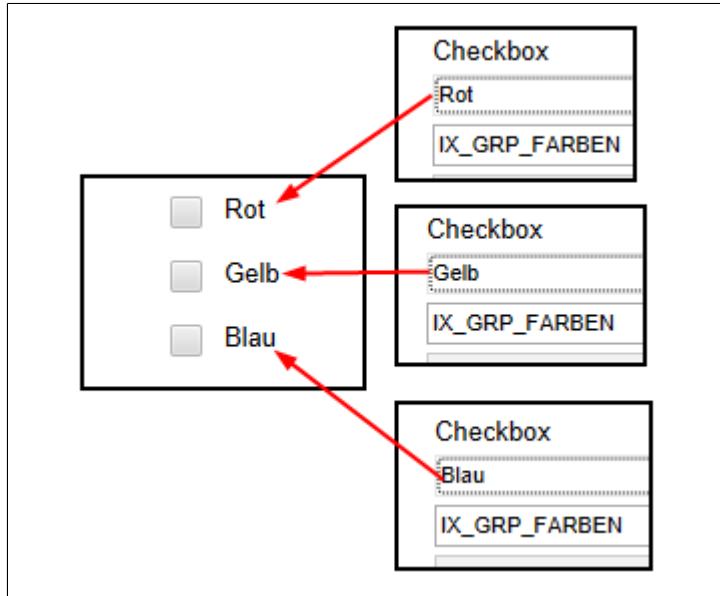 Checkbox
Rot
IX_GRP_FARBEN
Rot
Gelb
Blau
Checkbox
Gelb
IX_GRP_FARBEN
Checkbox
Blau
IX_GRP_FARBEN